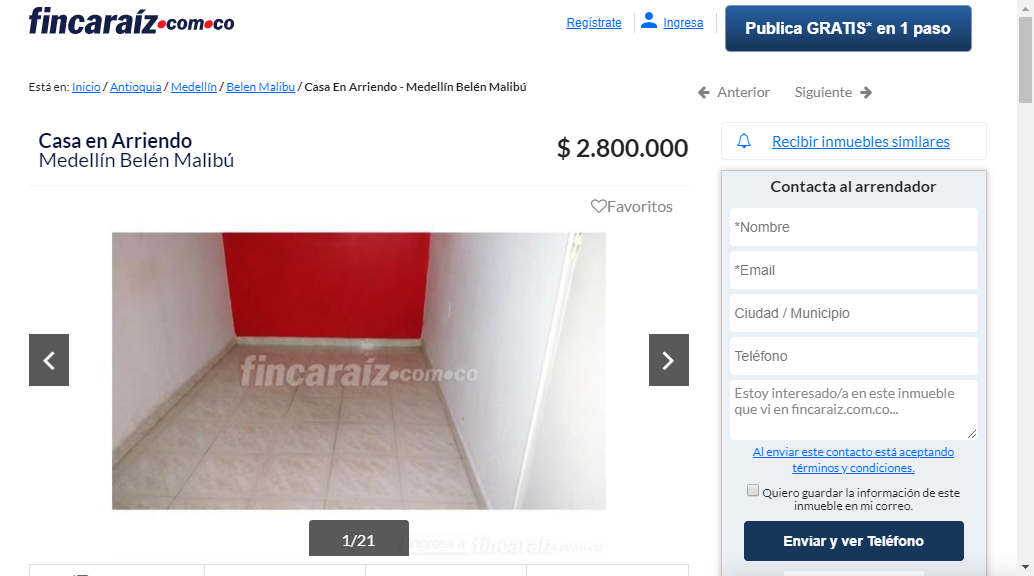 fincaraíz.com.co
Regístrate
Ingresa
Publica GRATIS* en 1 paso
Está en: Inicio / Antioquia / Medellín / Belen Malibu / Casa En Arriendo - Medellín Belén Malibú
Anterior
Siguiente
Casa en Arriendo
Medellín Belén Malibú
$ 2.800.000
Recibir inmuebles similares
Favoritos
fincaraíz.com.co
1/21
Ingresa a: fincaraíz.com.co
Contacta al arrendador
*Nombre
*Email
Ciudad / Municipio
Teléfono
Estoy interesado/a en este inmueble
que vi en fincaraiz.com.co...
Al enviar este contacto está aceptando
términos y condiciones.
Quiero guardar la información de este
inmueble en mi correo.
Enviar y ver Teléfono